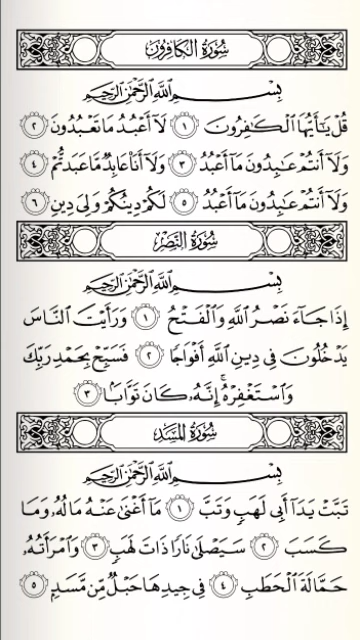 سُورَةُ الكَافِرُونَ
بِسْمِ اللَّهِ الرَّحْمَٰنِ الرَّحِيمِ
قُلْ يَٰٓأَيُّهَا ٱلْكَٰفِرُونَ ١ لَآ أَعْبُدُ مَا تَعْبُدُونَ ٢
وَلَآ أَنتُمْ عَٰبِدُونَ مَآ أَعْبُدُ ٣ وَلَآ أَنَا۠ عَابِدٌ مَّا عَبَدتُّمْ ٤
وَلَآ أَنتُمْ عَٰبِدُونَ مَآ أَعْبُدُ ٥ لَكُمْ دِينُكُمْ وَلِىَ دِينِ ٦
سُورَةُ النَّصْرِ
بِسْمِ اللَّهِ الرَّحْمَٰنِ الرَّحِيمِ
إِذَا جَآءَ نَصْرُ ٱللَّهِ وَٱلْفَتْحُ ١ وَرَأَيْتَ ٱلنَّاسَ
يَدْخُلُونَ فِى دِينِ ٱللَّهِ أَفْوَاجًا ٢ فَسَبِّحْ بِحَمْدِ رَبِّكَ
وَٱسْتَغْفِرْهُ ۚ إِنَّهُۥ كَانَ تَوَّابًۢا ٣
سُورَةُ المَسَدِ
بِسْمِ اللَّهِ الرَّحْمَٰنِ الرَّحِيمِ
تَبَّتْ يَدَآ أَبِى لَهَبٍ وَتَبَّ ١ مَآ أَغْنَىٰ عَنْهُ مَالُهُۥ وَمَا
كَسَبَ ٢ سَيَصْلَىٰ نَارًا ذَاتَ لَهَبٍ ٣ وَٱمْرَأَتُهُۥ
حَمَّالَةَ ٱلْحَطَبِ ٤ فِى جِيدِهَا حَبْلٌ مِّن مَّسَدٍۭ ٥